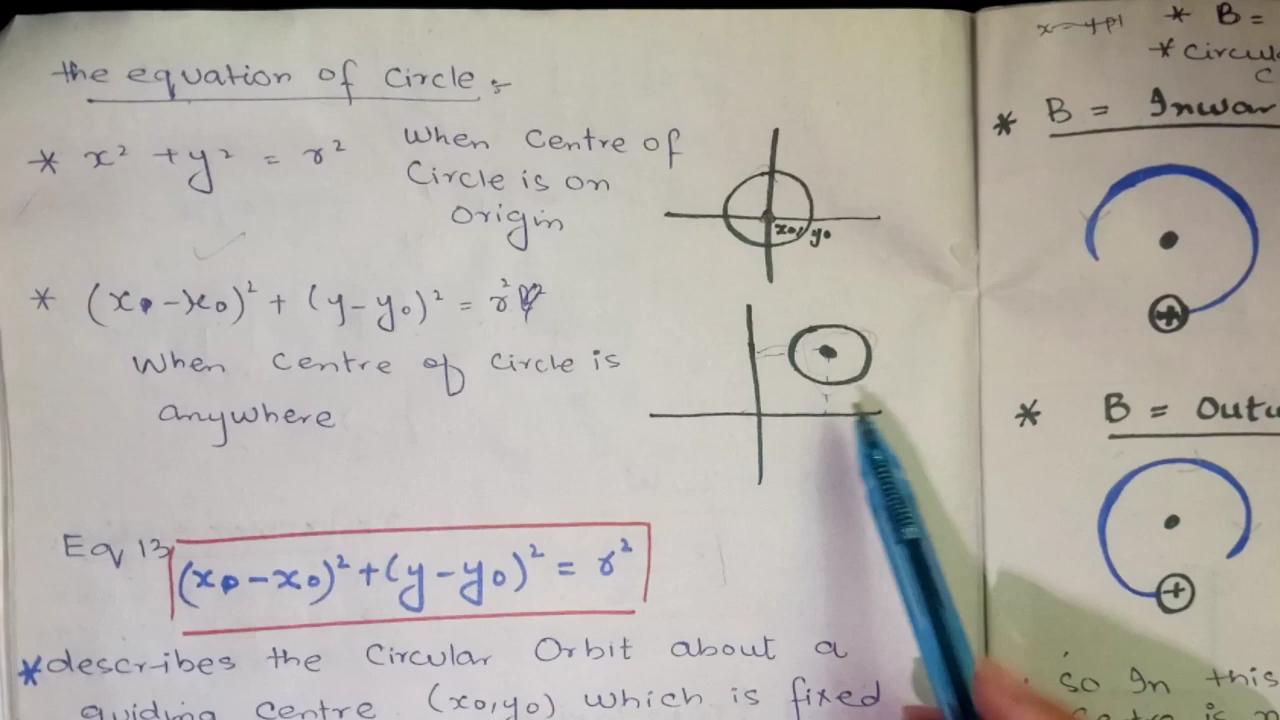 the equation of Circle :-
* x² + y² = r² When Centre of
Circle is on
Origin
x₀, y₀
* (x - x₀)² + (y - y₀)² = r²
When Centre of Circle is
anywhere
Eq 13
(x - x₀)² + (y - y₀)² = r²
* describes the Circular Orbit about a
guiding centre (x₀, y₀) which is fixed
* B =
* Circul
* B = Inwar
+
* B = Outw
+
So In this